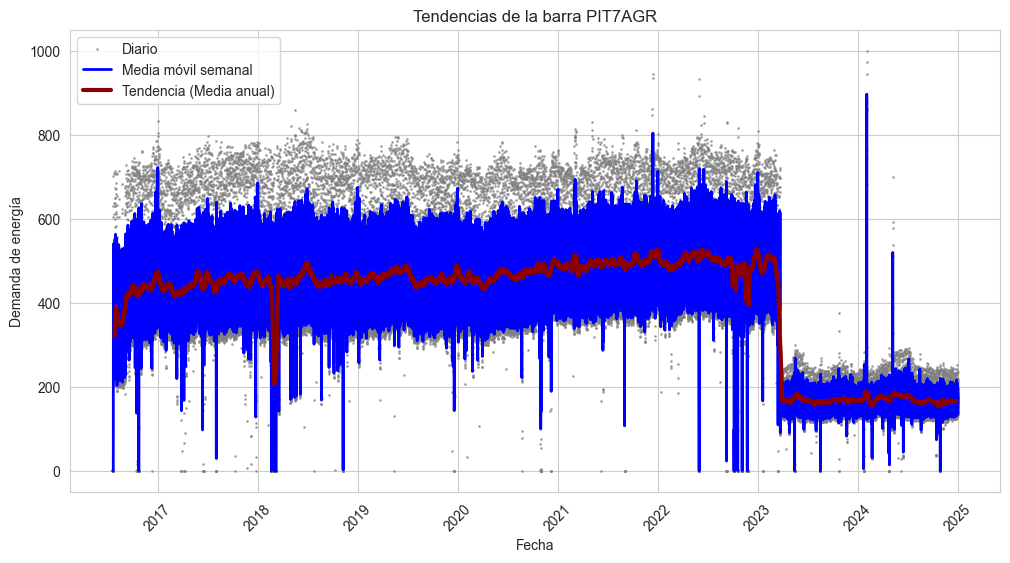 Tendencias de la barra PIT7AGR
Diario
Media móvil semanal
Tendencia (Media anual)
1000
800
600
400
200
0
Demanda de energía
2017
2018
2019
2020
2021
2022
2023
2024
2025
Fecha